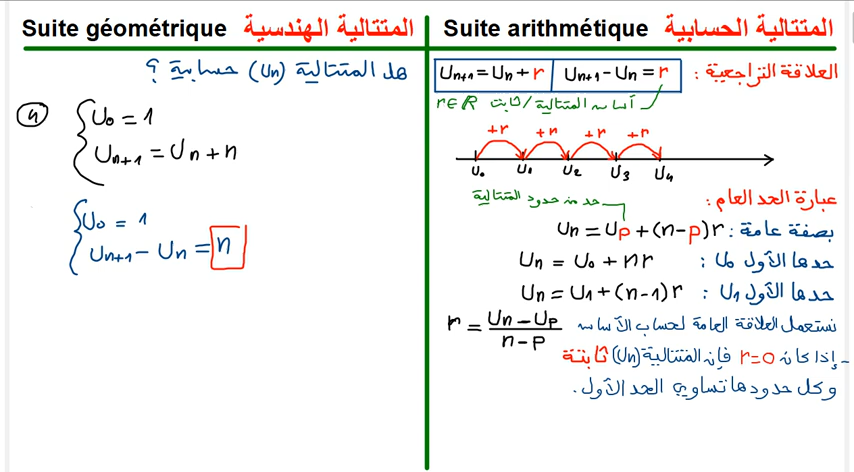 Suite géométrique المتتالية الهندسية
هل المتتالية (Un) حسابية ؟
4
U₀ = 1
Un+1 = Un + n
U₀ = 1
Un+1 - Un = n
Suite arithmétique المتتالية الحسابية
العلاقة التراجعية : Un+1 = Un + r Un+1 - Un = r
r∈ℝ أساس المتتالية / ثابت
+r +r +r +r
U₀ U₁ U₂ U₃ U₄
عبارة الحد العام :
حد من حدود المتتالية
بصفة عامة : Un = Up + (n-p)r
حدها الأول U₀ : Un = U₀ + nr
حدها الأول U₁ : Un = U₁ + (n-1)r
نستعمل العلاقة العامة لحساب الأساس r = (Un - Up)/(n - p)
- إذا كان r=0 فإن المتتالية (Un) ثابتة
وكل حدودها تساوي الحد الأول.